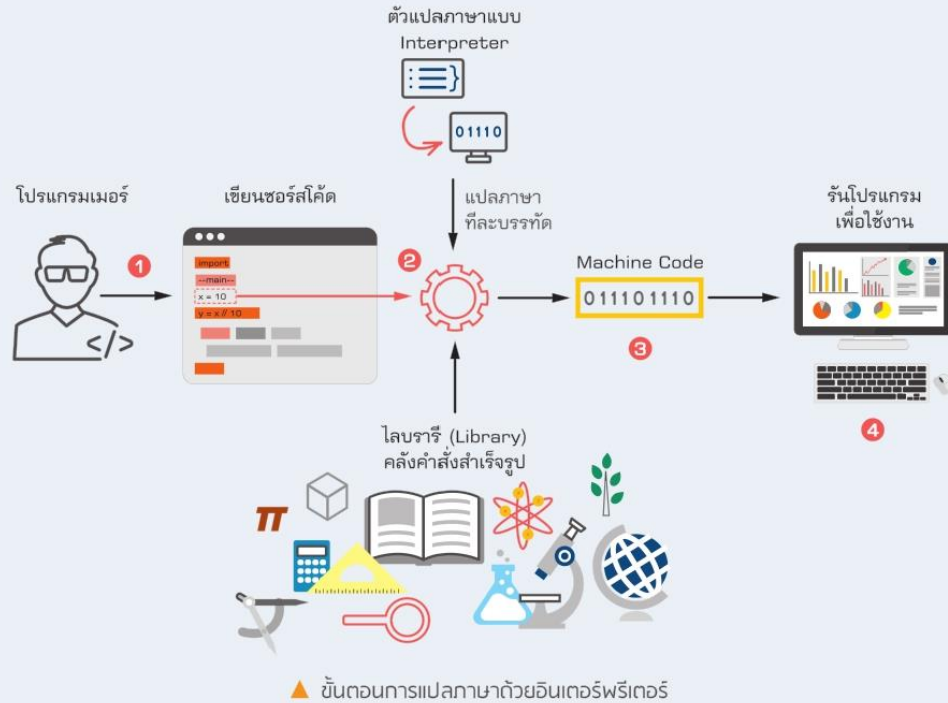 ตัวแปลภาษาแบบ
Interpreter
01110
โปรแกรมเมอร์
เขียนซอร์สโค้ด
แปลภาษา
ทีละบรรทัด
รันโปรแกรม
เพื่อใช้งาน
1
</>
import
--main--
x = 10
y = x // 10
2
Machine Code
011101110
3
4
ไลบรารี (Library)
คลังคำสั่งสำเร็จรูป
π
▲ ขั้นตอนการแปลภาษาด้วยอินเตอร์พรีเตอร์